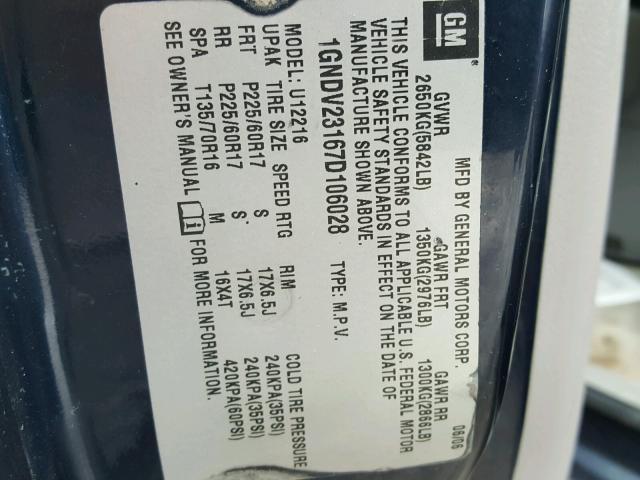 GM
MFD BY GENERAL MOTORS CORP. 06/06
GVWR GAWR FRT GAWR RR
2650KG(5842LB) 1350KG(2976LB) 1300KG(2866LB)
THIS VEHICLE CONFORMS TO ALL APPLICABLE U.S. FEDERAL MOTOR
VEHICLE SAFETY STANDARDS IN EFFECT ON THE DATE OF
MANUFACTURE SHOWN ABOVE.
1GNDV23167D106028 TYPE: M.P.V.
MODEL: U12216
UPAK TIRE SIZE SPEED RTG RIM COLD TIRE PRESSURE
FRT P225/60R17 S 17X6.5J 240KPA(35PSI)
RR P225/60R17 S 17X6.5J 240KPA(35PSI)
SPA T135/70R16 M 16X4T 420KPA(60PSI)
SEE OWNER'S MANUAL FOR MORE INFORMATION.